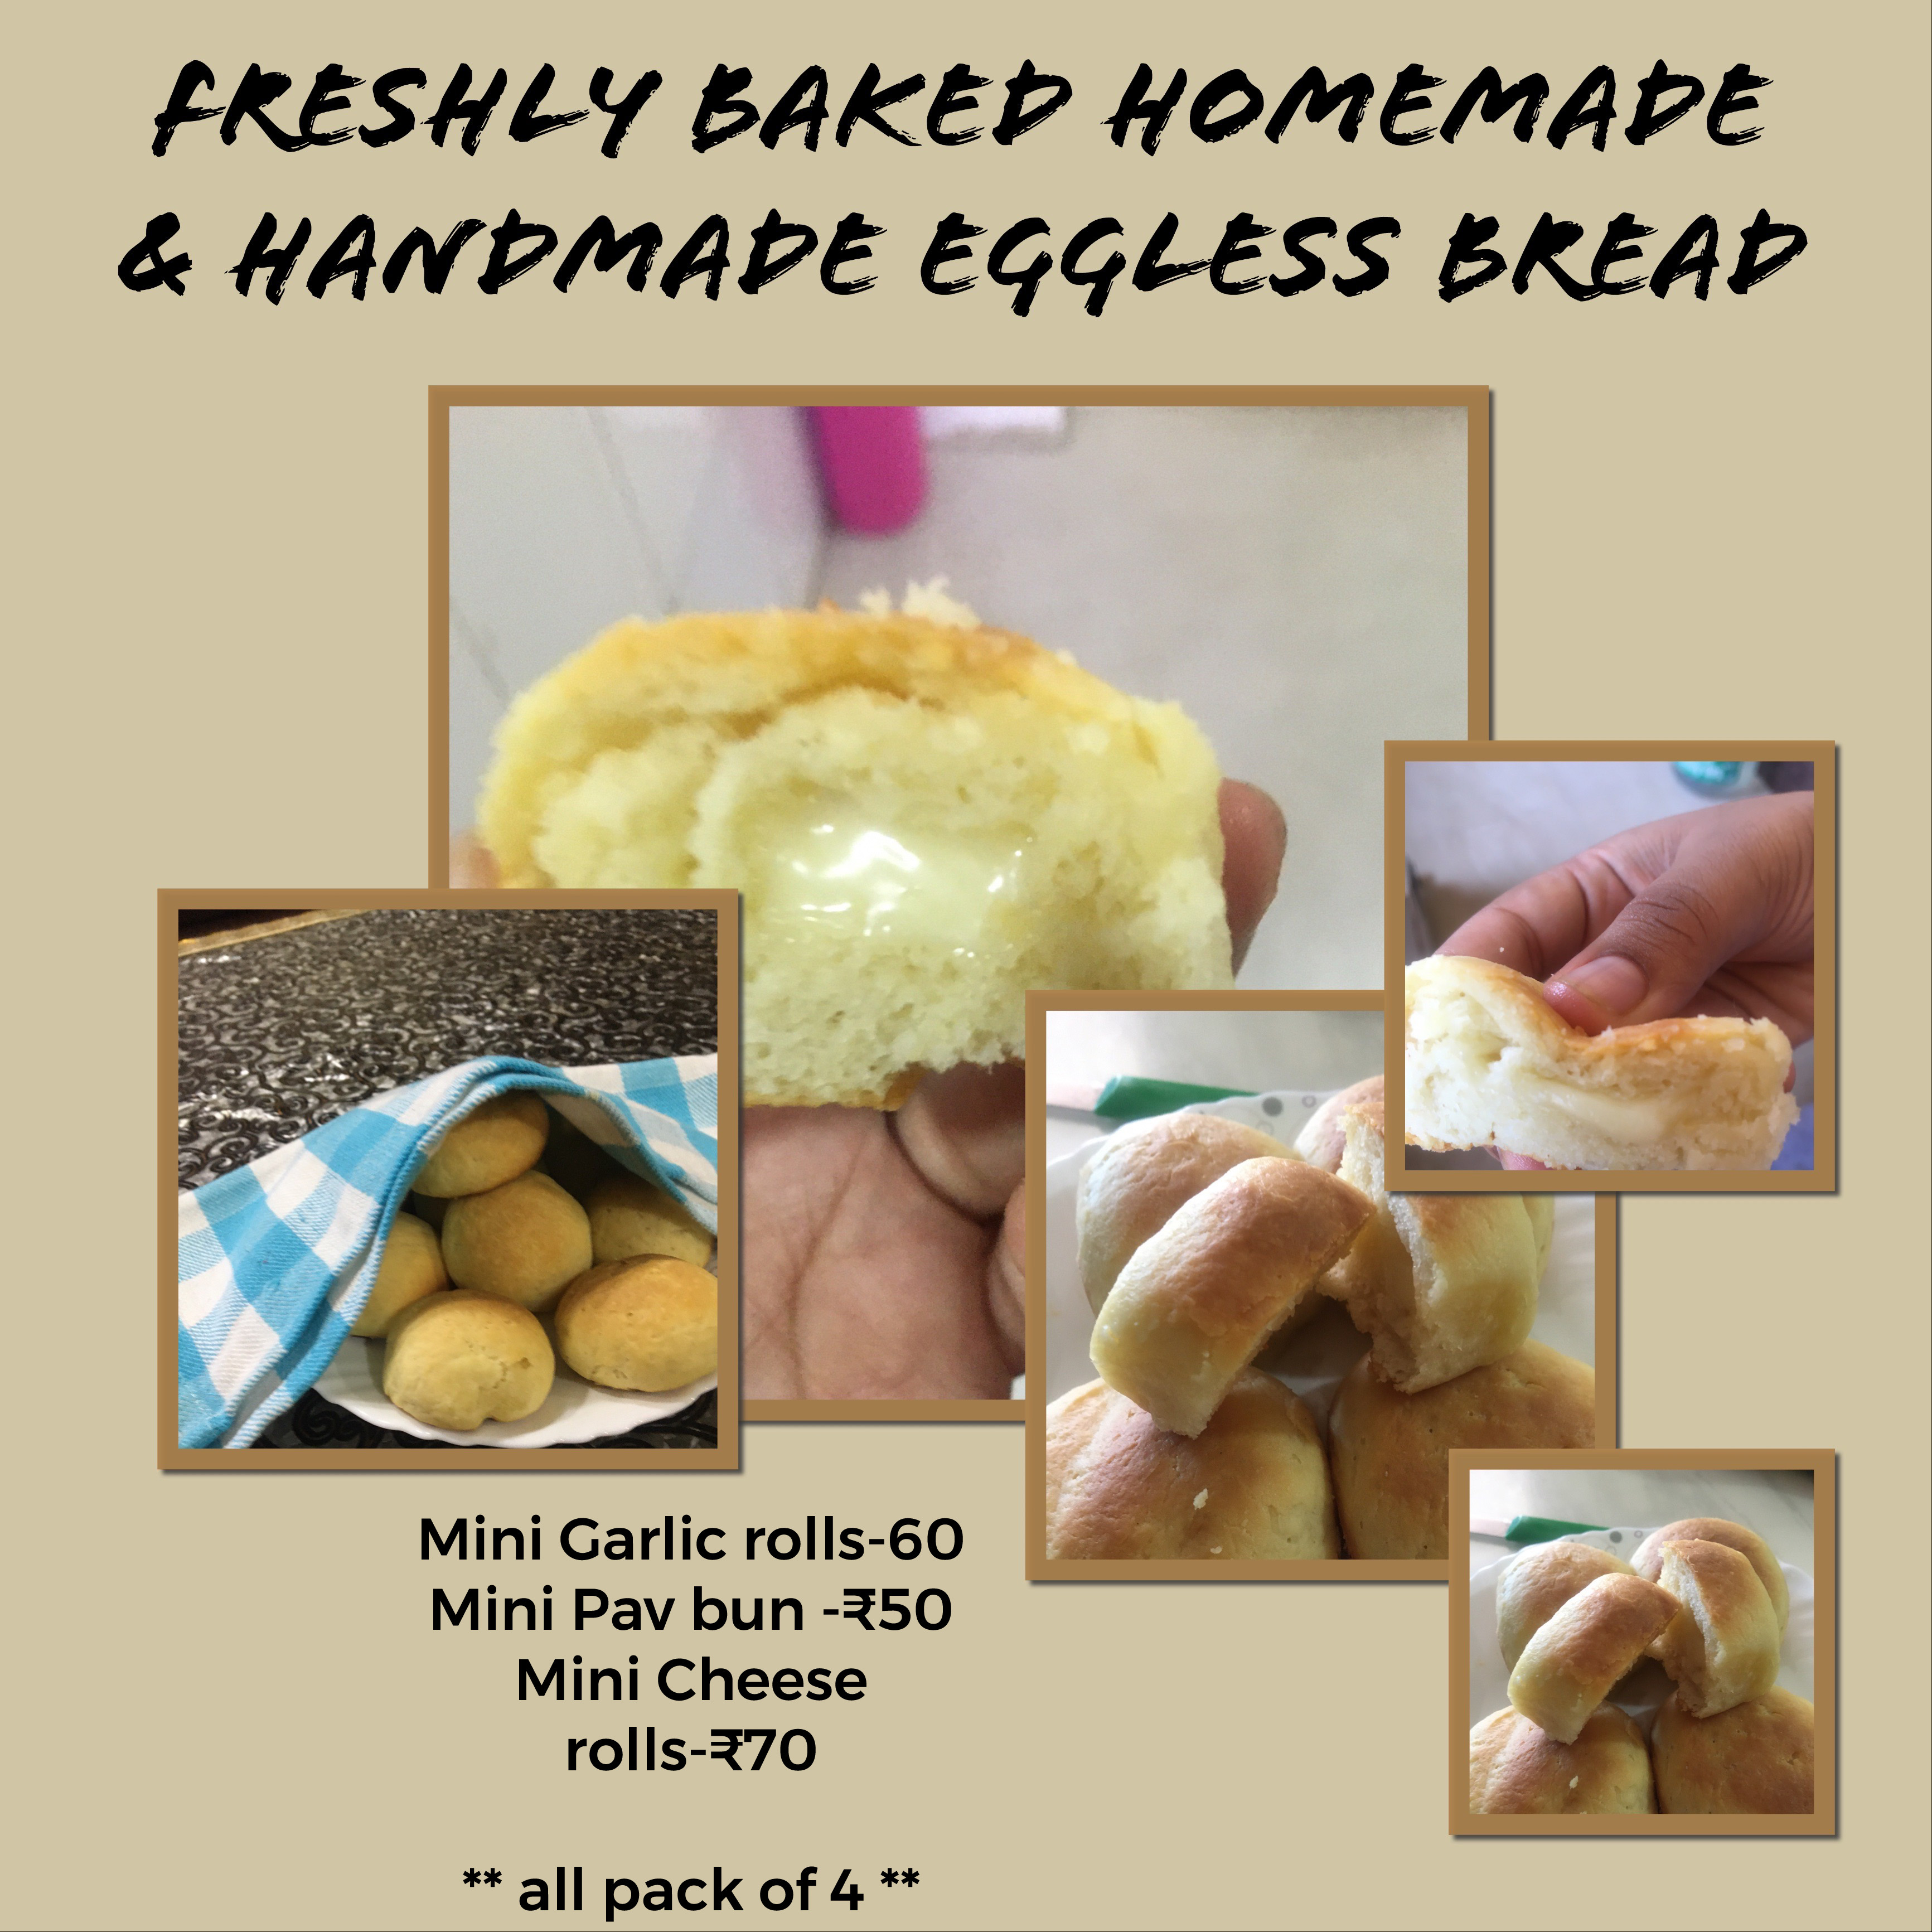 FRESHLY BAKED HOMEMADE
& HANDMADE EGGLESS BREAD
Mini Garlic rolls-60
Mini Pav bun -₹50
Mini Cheese
rolls-₹70
** all pack of 4 **